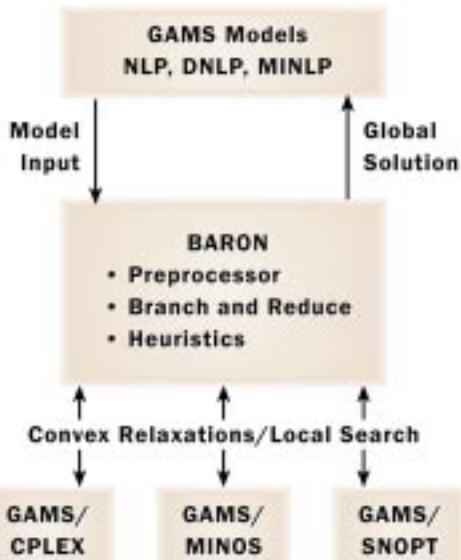 GAMS Models
NLP, DNLP, MINLP
Model
Input
Global
Solution
BARON
• Preprocessor
• Branch and Reduce
• Heuristics
Convex Relaxations/Local Search
GAMS/
CPLEX
GAMS/
MINOS
GAMS/
SNOPT